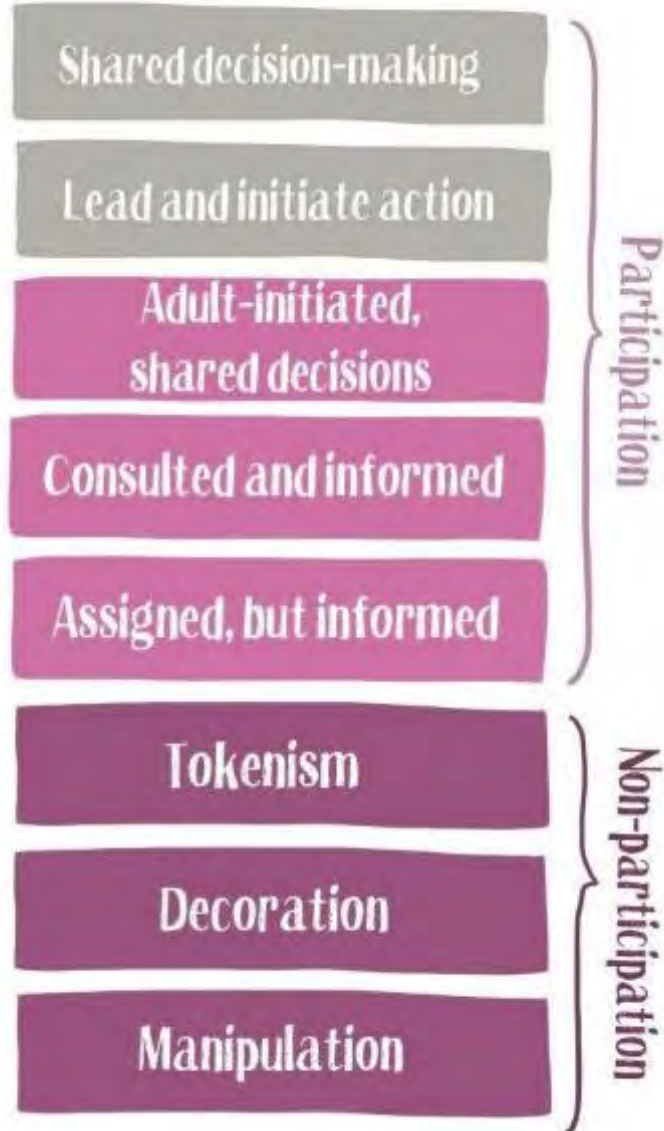 Shared decision-making
Lead and initiate action
Adult-initiated,
shared decisions
Consulted and informed
Assigned, but informed
Participation
Tokenism
Decoration
Manipulation
Non-participation